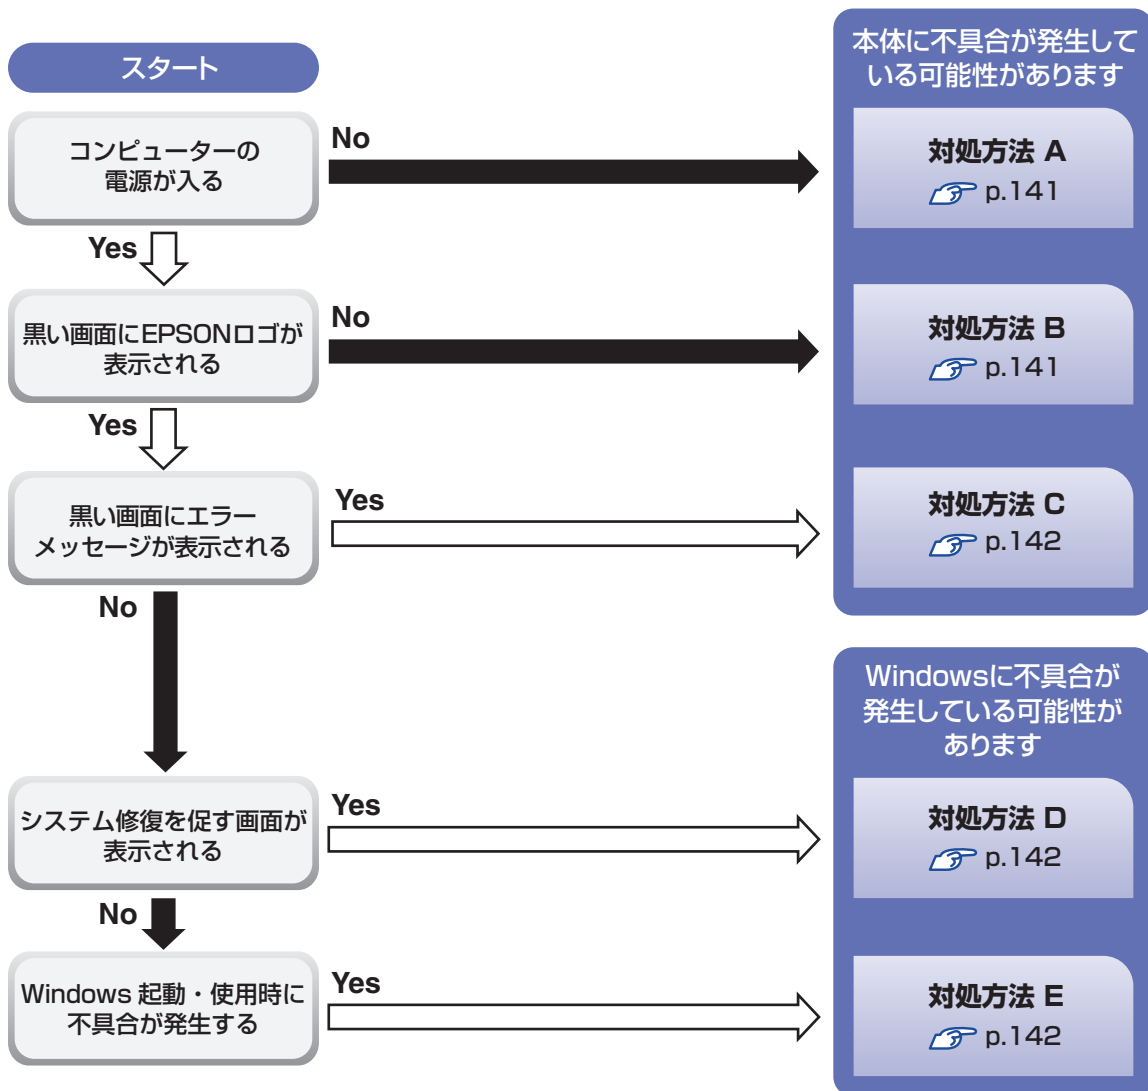 スタート
コンピューターの
電源が入る
No
Yes
黒い画面にEPSONロゴが
表示される
No
Yes
黒い画面にエラー
メッセージが表示される
Yes
No
システム修復を促す画面が
表示される
Yes
No
Windows 起動・使用時に
不具合が発生する
Yes
本体に不具合が発生して
いる可能性があります
対処方法 A
p.141
対処方法 B
p.141
対処方法 C
p.142
Windowsに不具合が
発生している可能性が
あります
対処方法 D
p.142
対処方法 E
p.142